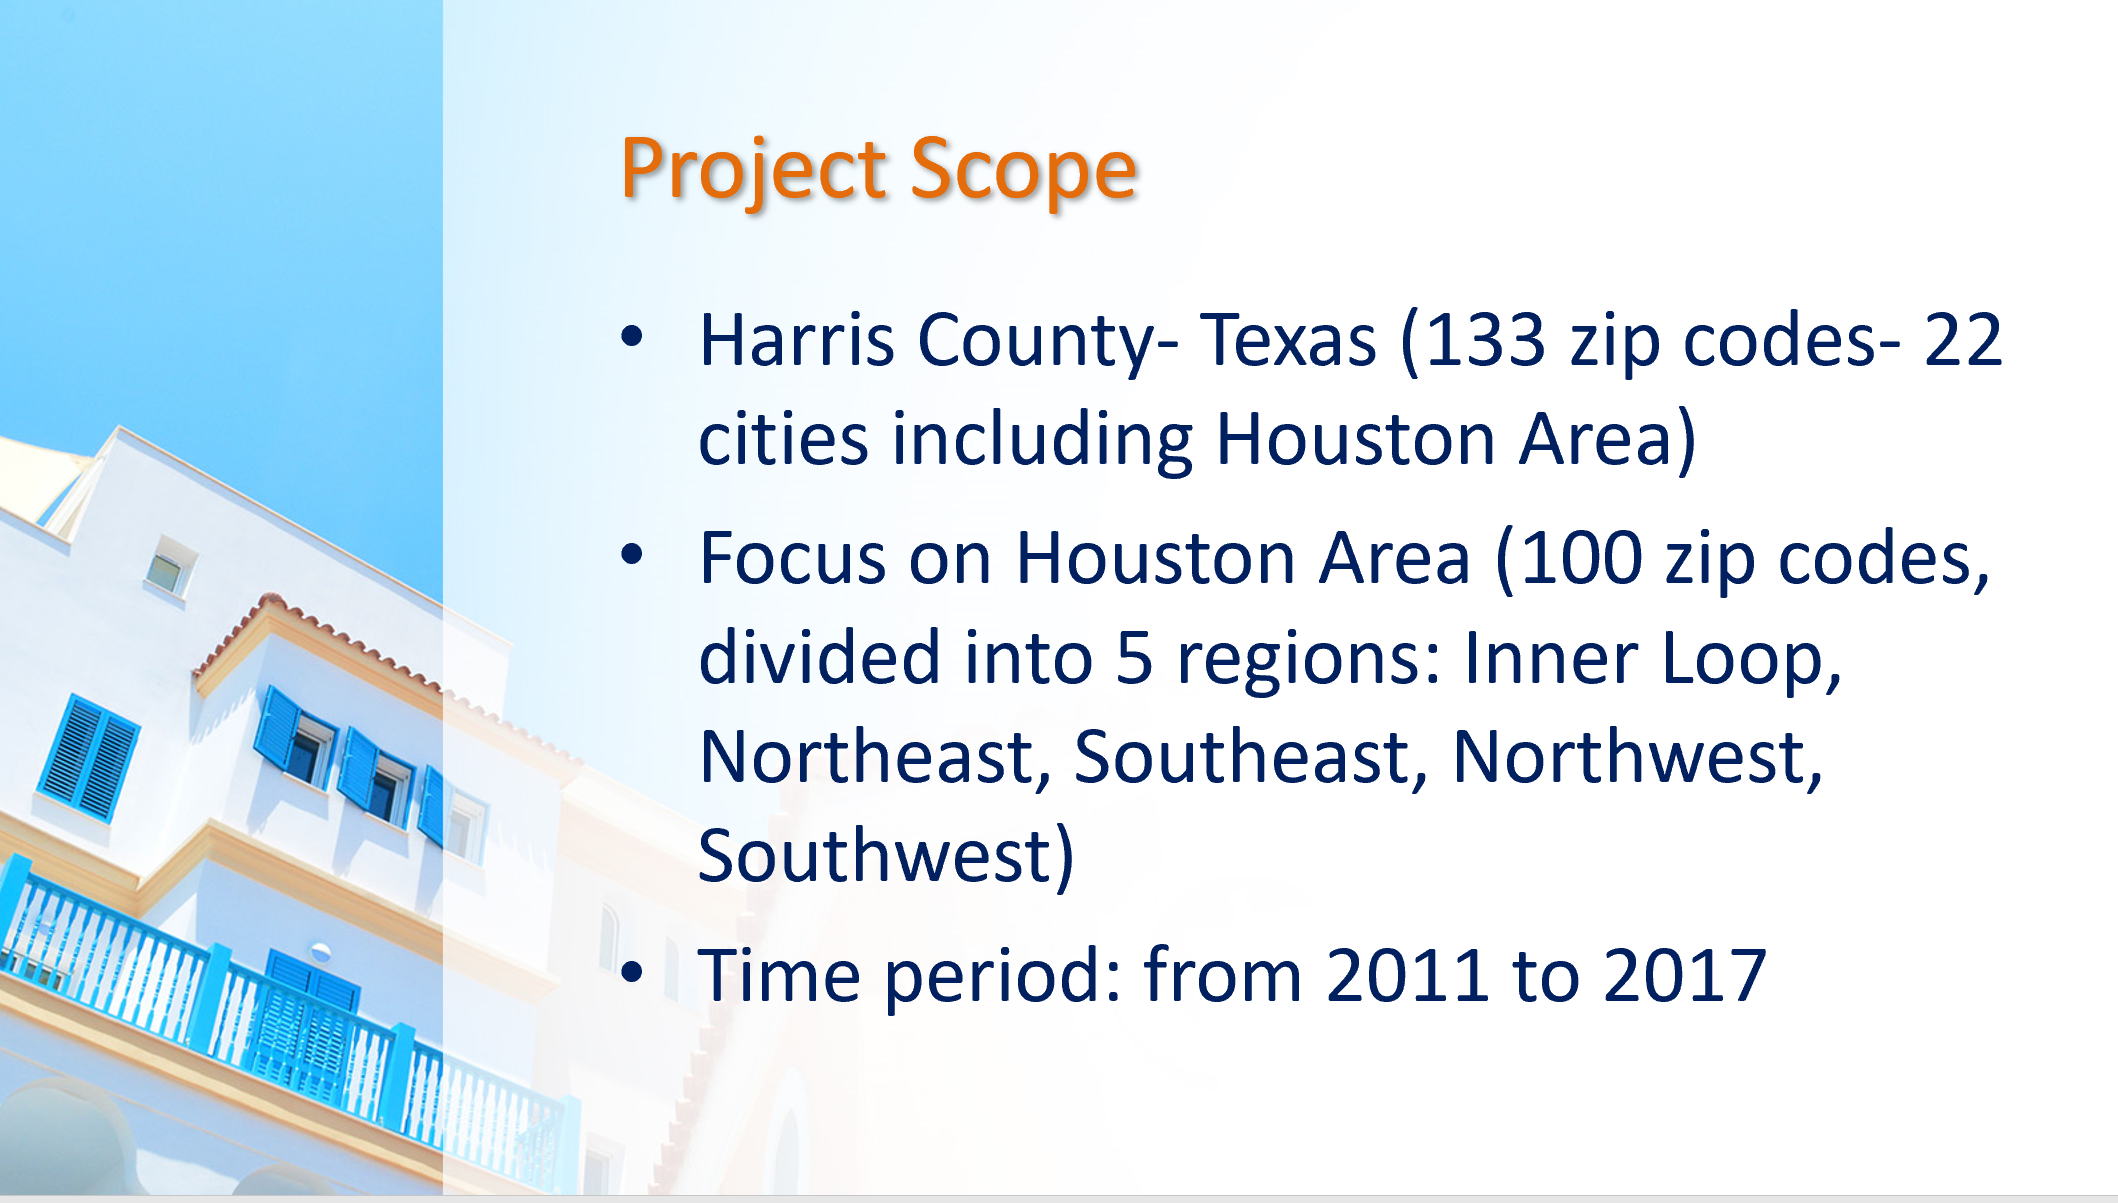 Project Scope
• Harris County- Texas (133 zip codes- 22
cities including Houston Area)
• Focus on Houston Area (100 zip codes,
divided into 5 regions: Inner Loop,
Northeast, Southeast, Northwest,
Southwest)
• Time period: from 2011 to 2017